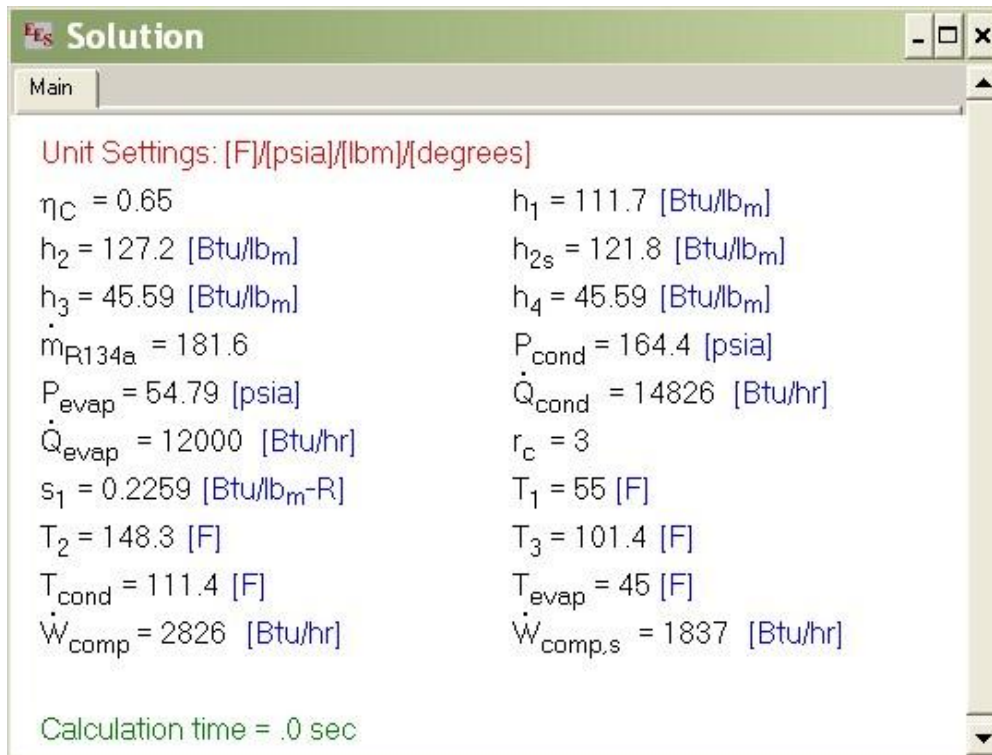 EES Solution
Main
Unit Settings: [F]/[psia]/[lbm]/[degrees]
ηC = 0.65 h1 = 111.7 [Btu/lbm]
h2 = 127.2 [Btu/lbm] h2s = 121.8 [Btu/lbm]
h3 = 45.59 [Btu/lbm] h4 = 45.59 [Btu/lbm]
ṁR134a = 181.6 Pcond = 164.4 [psia]
Pevap = 54.79 [psia] Q̇cond = 14826 [Btu/hr]
Q̇evap = 12000 [Btu/hr] rc = 3
s1 = 0.2259 [Btu/lbm-R] T1 = 55 [F]
T2 = 148.3 [F] T3 = 101.4 [F]
Tcond = 111.4 [F] Tevap = 45 [F]
Ẇcomp = 2826 [Btu/hr] Ẇcomp,s = 1837 [Btu/hr]
Calculation time = .0 sec